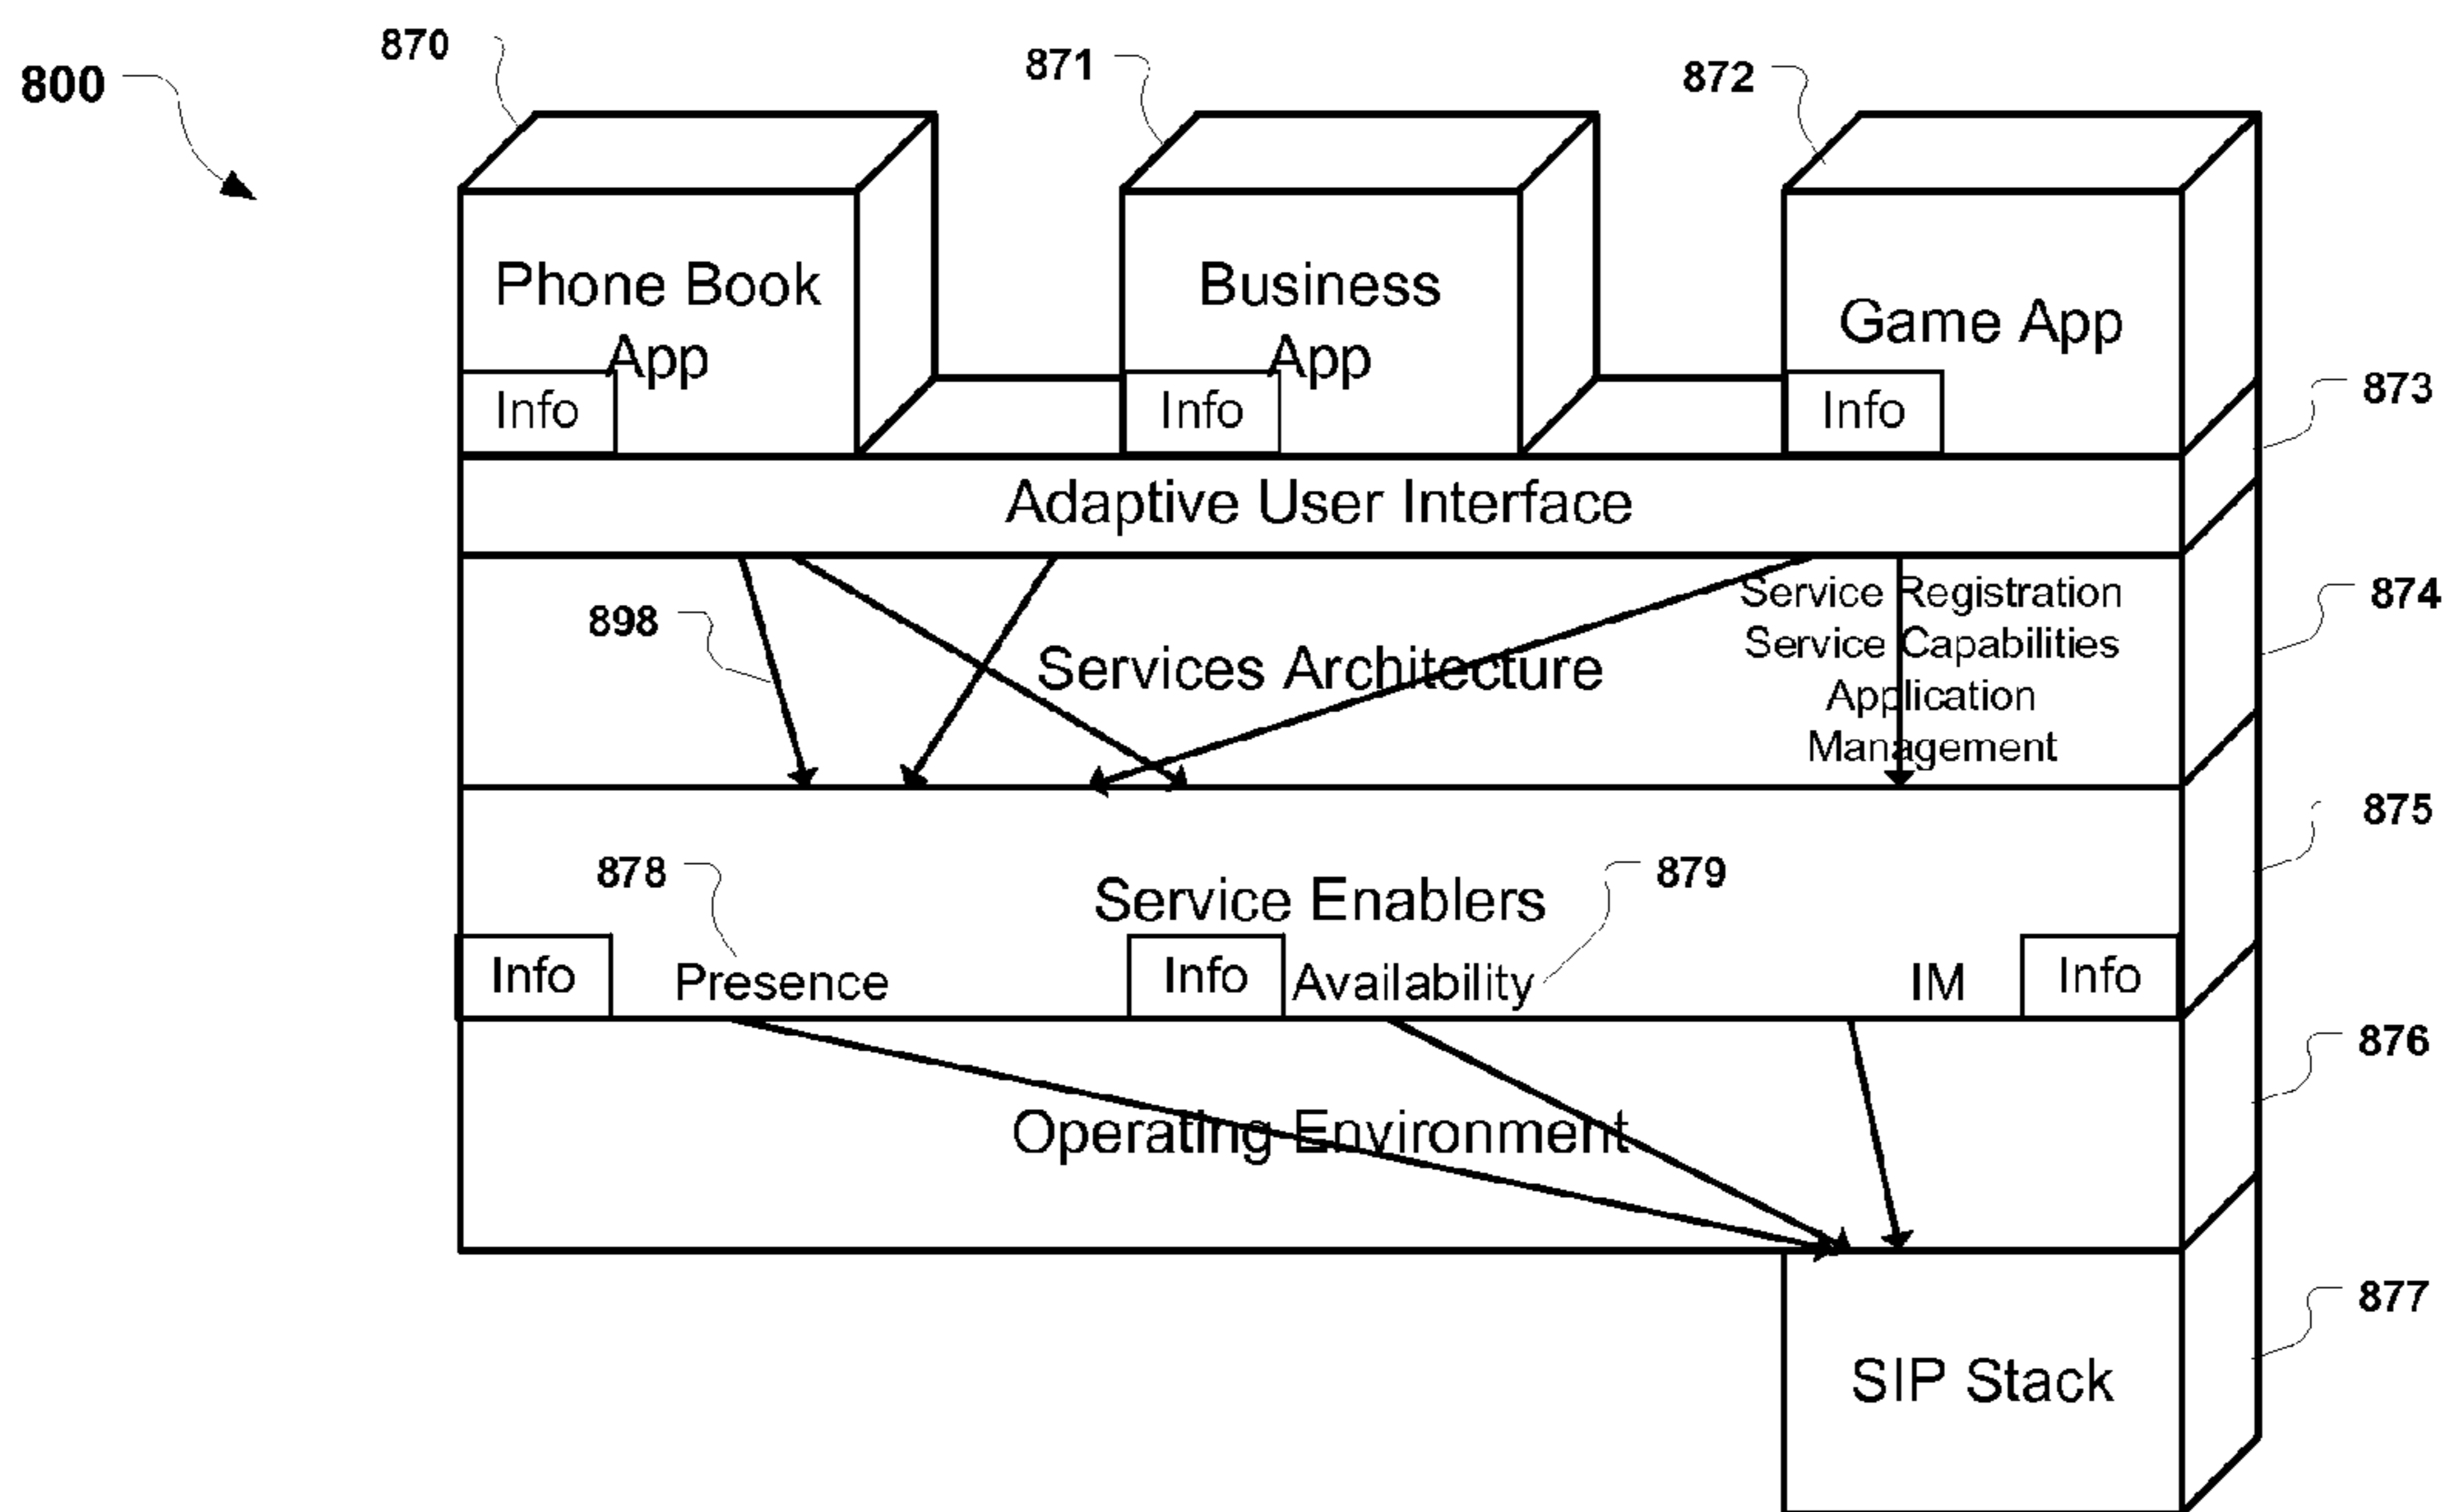 800
870
871
872
Phone Book
App
Info
Business
App
Info
Game App
Info
873
Adaptive User Interface
874
898
Services Architecture
Service Registration
Service Capabilities
Application
Management
875
878
879
Service Enablers
Info
Presence
Info
Availability
IM
Info
876
Operating Environment
877
SIP Stack